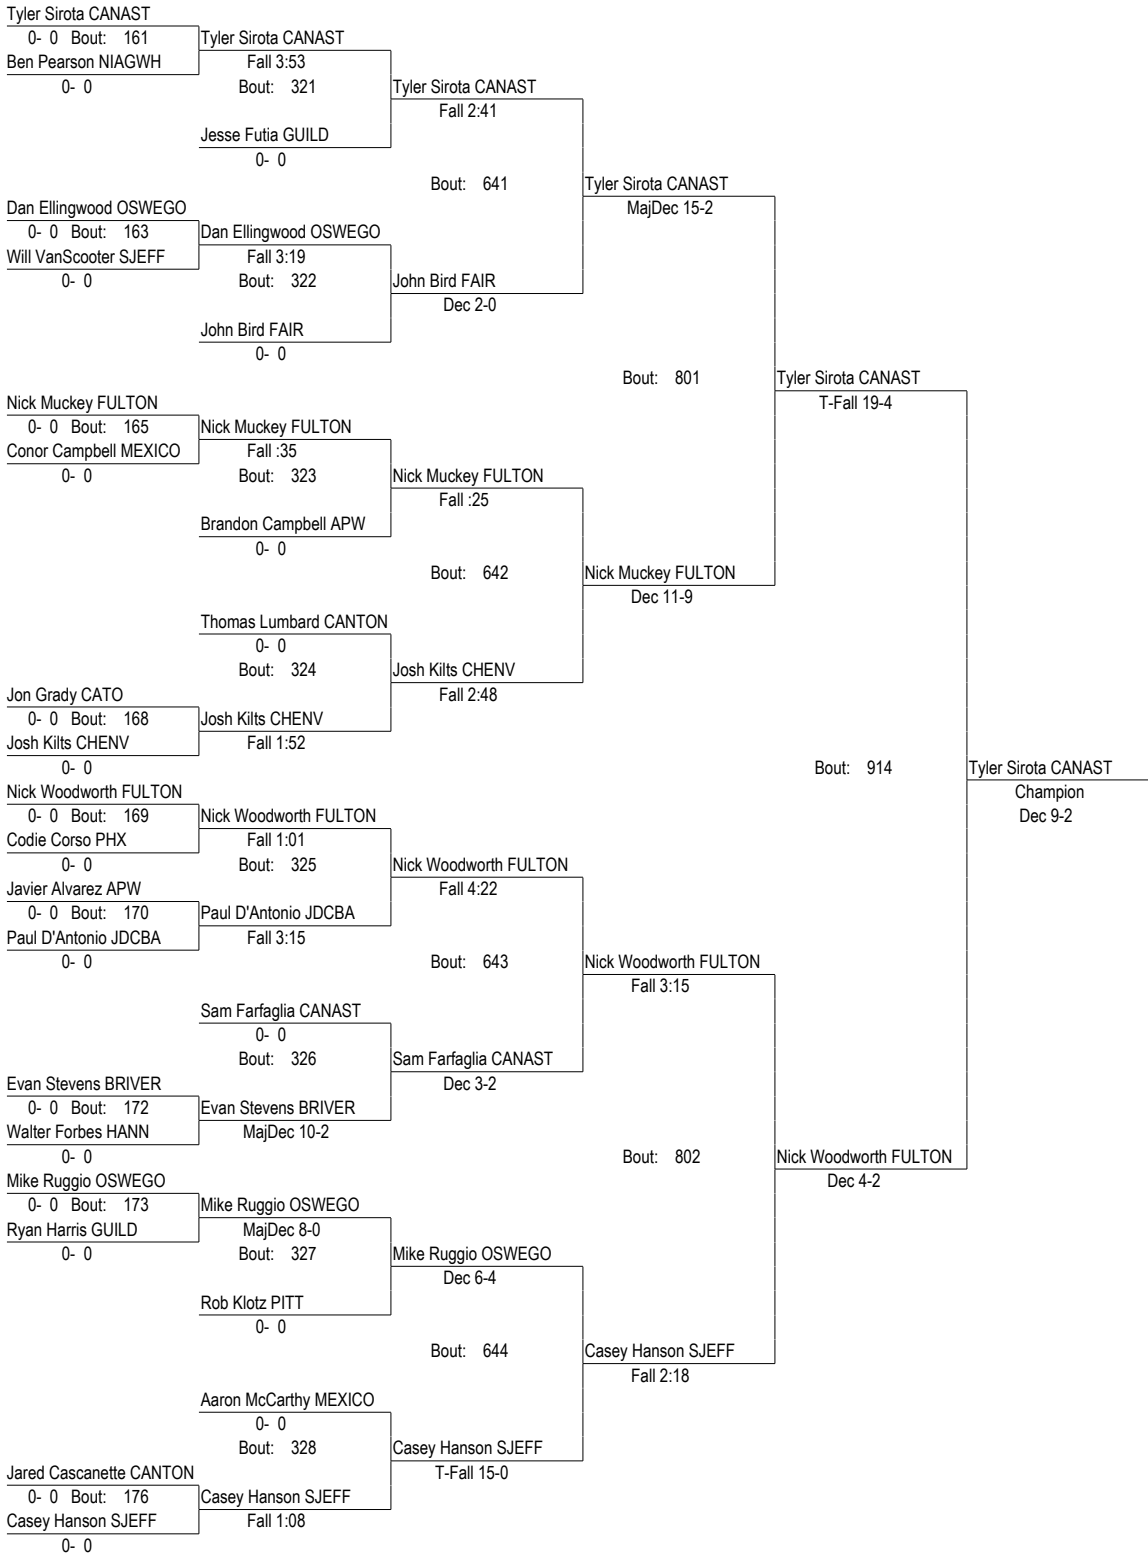 Tyler Sirota CANAST
0- 0 Bout: 161
Tyler Sirota CANAST
Ben Pearson NIAGWH
Fall 3:53
0- 0
Bout: 321
Tyler Sirota CANAST
Fall 2:41
Jesse Futia GUILD
0- 0
Bout: 641
Tyler Sirota CANAST
MajDec 15-2
Dan Ellingwood OSWEGO
0- 0 Bout: 163
Dan Ellingwood OSWEGO
Will VanScooter SJEFF
Fall 3:19
0- 0
Bout: 322
John Bird FAIR
Dec 2-0
John Bird FAIR
0- 0
Bout: 801
Tyler Sirota CANAST
T-Fall 19-4
Nick Muckey FULTON
0- 0 Bout: 165
Nick Muckey FULTON
Conor Campbell MEXICO
Fall :35
0- 0
Bout: 323
Nick Muckey FULTON
Fall :25
Brandon Campbell APW
0- 0
Bout: 642
Nick Muckey FULTON
Dec 11-9
Thomas Lumbard CANTON
0- 0
Bout: 324
Josh Kilts CHENV
Fall 2:48
Jon Grady CATO
0- 0 Bout: 168
Josh Kilts CHENV
Josh Kilts CHENV
Fall 1:52
0- 0
Bout: 914
Tyler Sirota CANAST
Champion
Dec 9-2
Nick Woodworth FULTON
0- 0 Bout: 169
Nick Woodworth FULTON
Codie Corso PHX
Fall 1:01
0- 0
Bout: 325
Nick Woodworth FULTON
Fall 4:22
Javier Alvarez APW
0- 0 Bout: 170
Paul D'Antonio JDCBA
Paul D'Antonio JDCBA
Fall 3:15
0- 0
Bout: 643
Nick Woodworth FULTON
Fall 3:15
Sam Farfaglia CANAST
0- 0
Bout: 326
Sam Farfaglia CANAST
Dec 3-2
Evan Stevens BRIVER
0- 0 Bout: 172
Evan Stevens BRIVER
Walter Forbes HANN
MajDec 10-2
0- 0
Bout: 802
Nick Woodworth FULTON
Dec 4-2
Mike Ruggio OSWEGO
0- 0 Bout: 173
Mike Ruggio OSWEGO
Ryan Harris GUILD
MajDec 8-0
0- 0
Bout: 327
Mike Ruggio OSWEGO
Dec 6-4
Rob Klotz PITT
0- 0
Bout: 644
Casey Hanson SJEFF
Fall 2:18
Aaron McCarthy MEXICO
0- 0
Bout: 328
Casey Hanson SJEFF
T-Fall 15-0
Jared Cascanette CANTON
0- 0 Bout: 176
Casey Hanson SJEFF
Casey Hanson SJEFF
Fall 1:08
0- 0